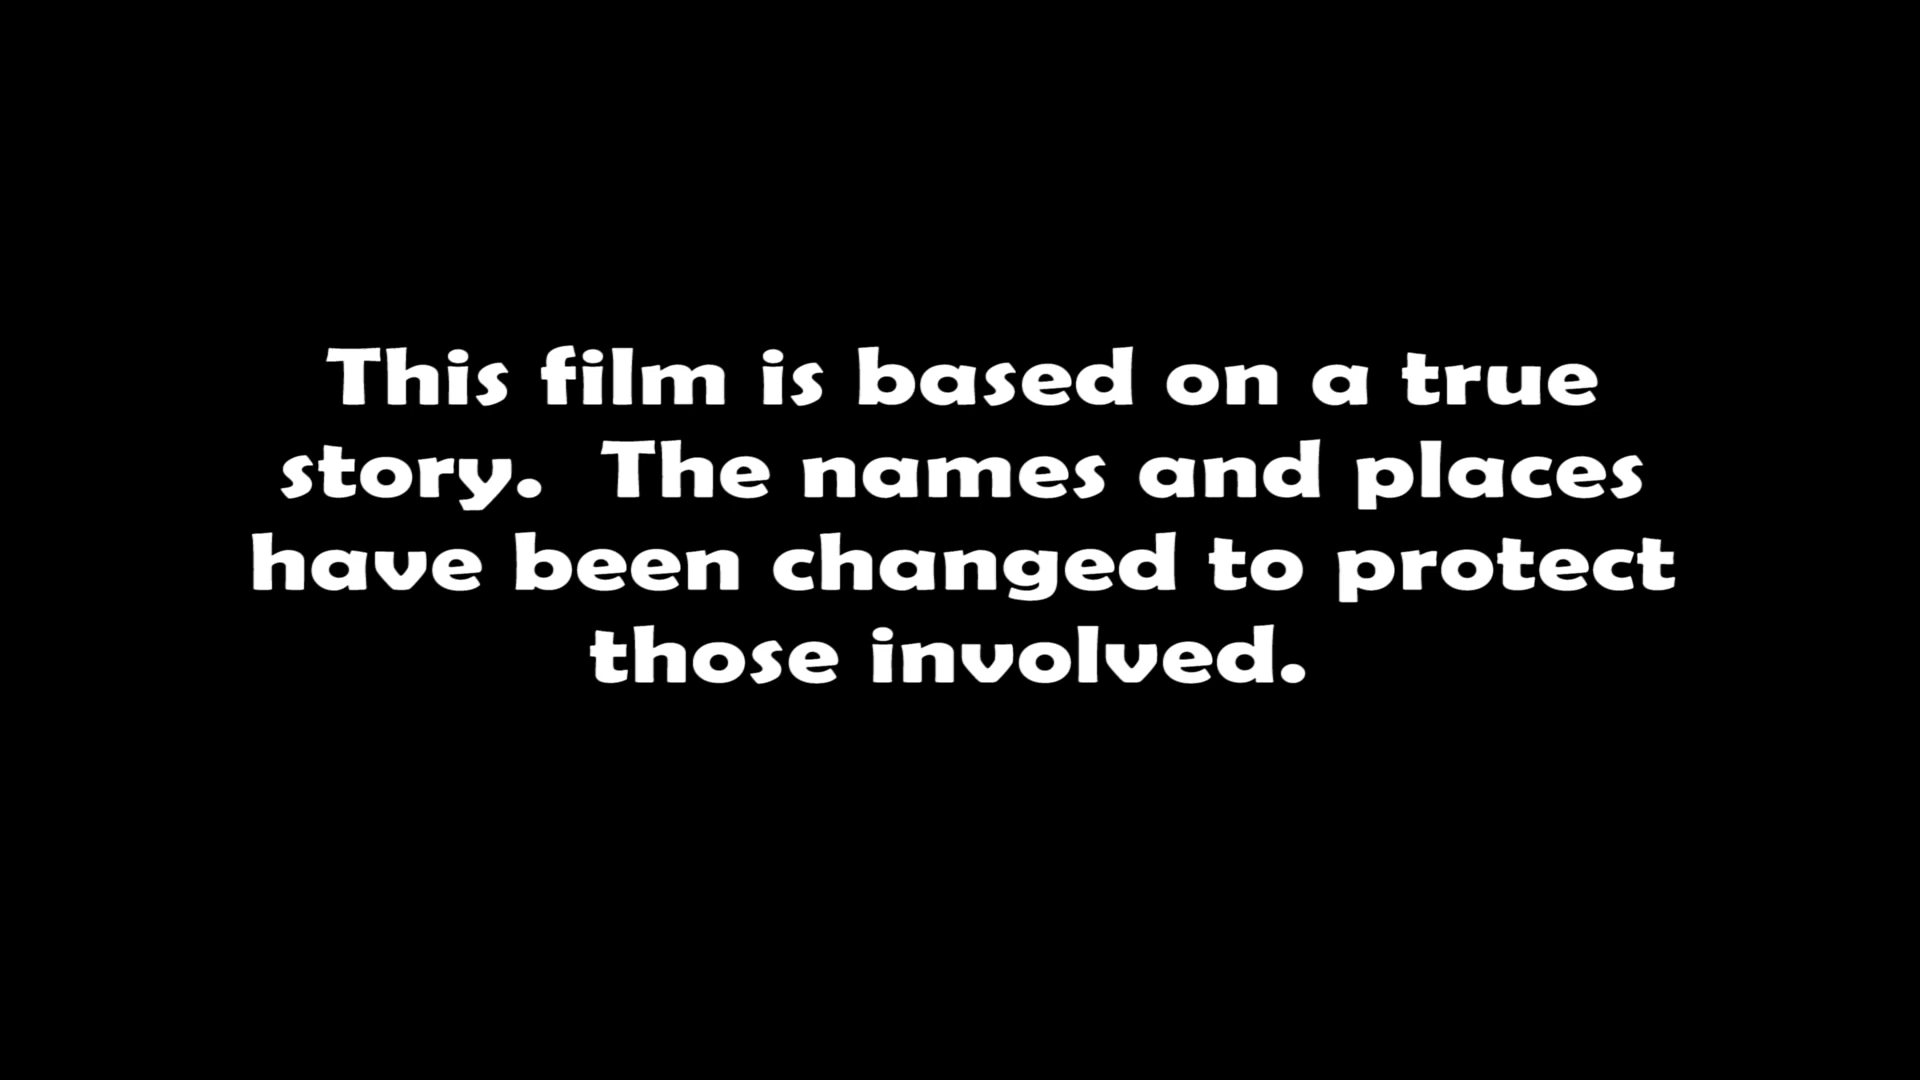 This film is based on a true
story.  The names and places
have been changed to protect
those involved.